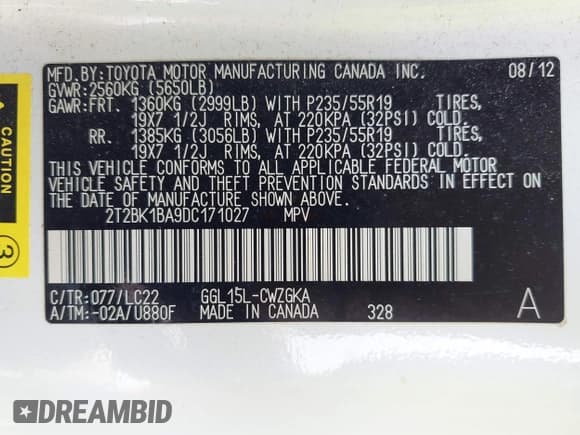 MFD. BY: TOYOTA MOTOR MANUFACTURING CANADA INC. 08/12
GVWR: 2560KG (5650LB)
GAWR: FRT. 1360KG (2999LB) WITH P235/55R19 TIRES,
19X7 1/2J RIMS, AT 220KPA (32PSI) COLD.
RR. 1385KG (3056LB) WITH P235/55R19 TIRES,
19X7 1/2J RIMS, AT 220KPA (32PSI) COLD.
THIS VEHICLE CONFORMS TO ALL APPLICABLE FEDERAL MOTOR
VEHICLE SAFETY AND THEFT PREVENTION STANDARDS IN EFFECT ON
THE DATE OF MANUFACTURE SHOWN ABOVE.
2T2BK1BA9DC171027 MPV
C/TR: 077/LC22 GGL15L-CWZGKA
A/TM: -02A/U880F MADE IN CANADA 328 A
CAUTION
3
DREAMBID